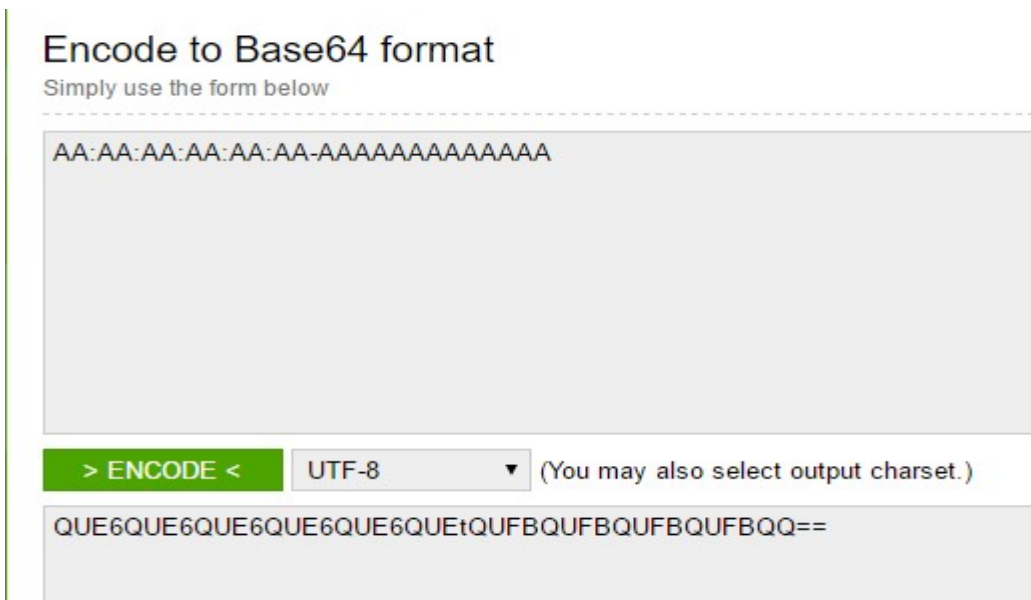 Encode to Base64 format
Simply use the form below
AA:AA:AA:AA:AA:AA-AAAAAAAAAAAAA
> ENCODE < UTF-8 ▼ (You may also select output charset.)
QUE6QUE6QUE6QUE6QUE6QUEtQUFBQUFBQUFBQUFBQQ==